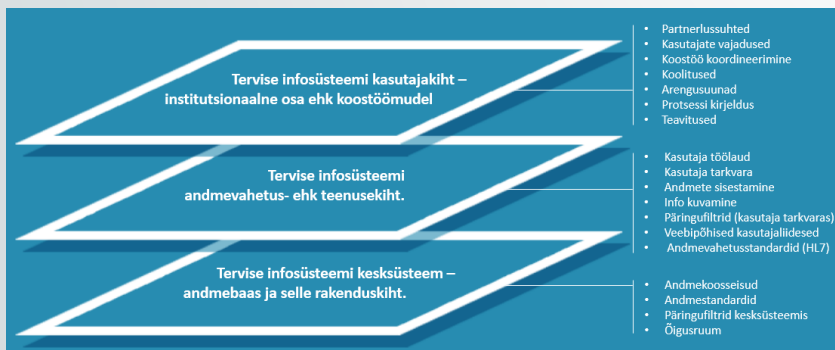 Tervise infosüsteemi kasutajakiht –
institutsionaalne osa ehk koostöömudel
• Partnerlussuhted
• Kasutajate vajadused
• Koostöö koordineerimine
• Koolitused
• Arengusuunad
• Protsessi kirjeldus
• Teavitused
Tervise infosüsteemi
andmevahetus- ehk teenusekiht.
• Kasutaja töölaud
• Kasutaja tarkvara
• Andmete sisestamine
• Info kuvamine
• Päringufiltrid (kasutaja tarkvaras)
• Veebipõhised kasutajaliidesed
• Andmevahetusstandardid (HL7)
Tervise infosüsteemi kesksüsteem –
andmebaas ja selle rakenduskiht.
• Andmekoosseisud
• Andmestandardid
• Päringufiltrid kesksüsteemis
• Õigusruum